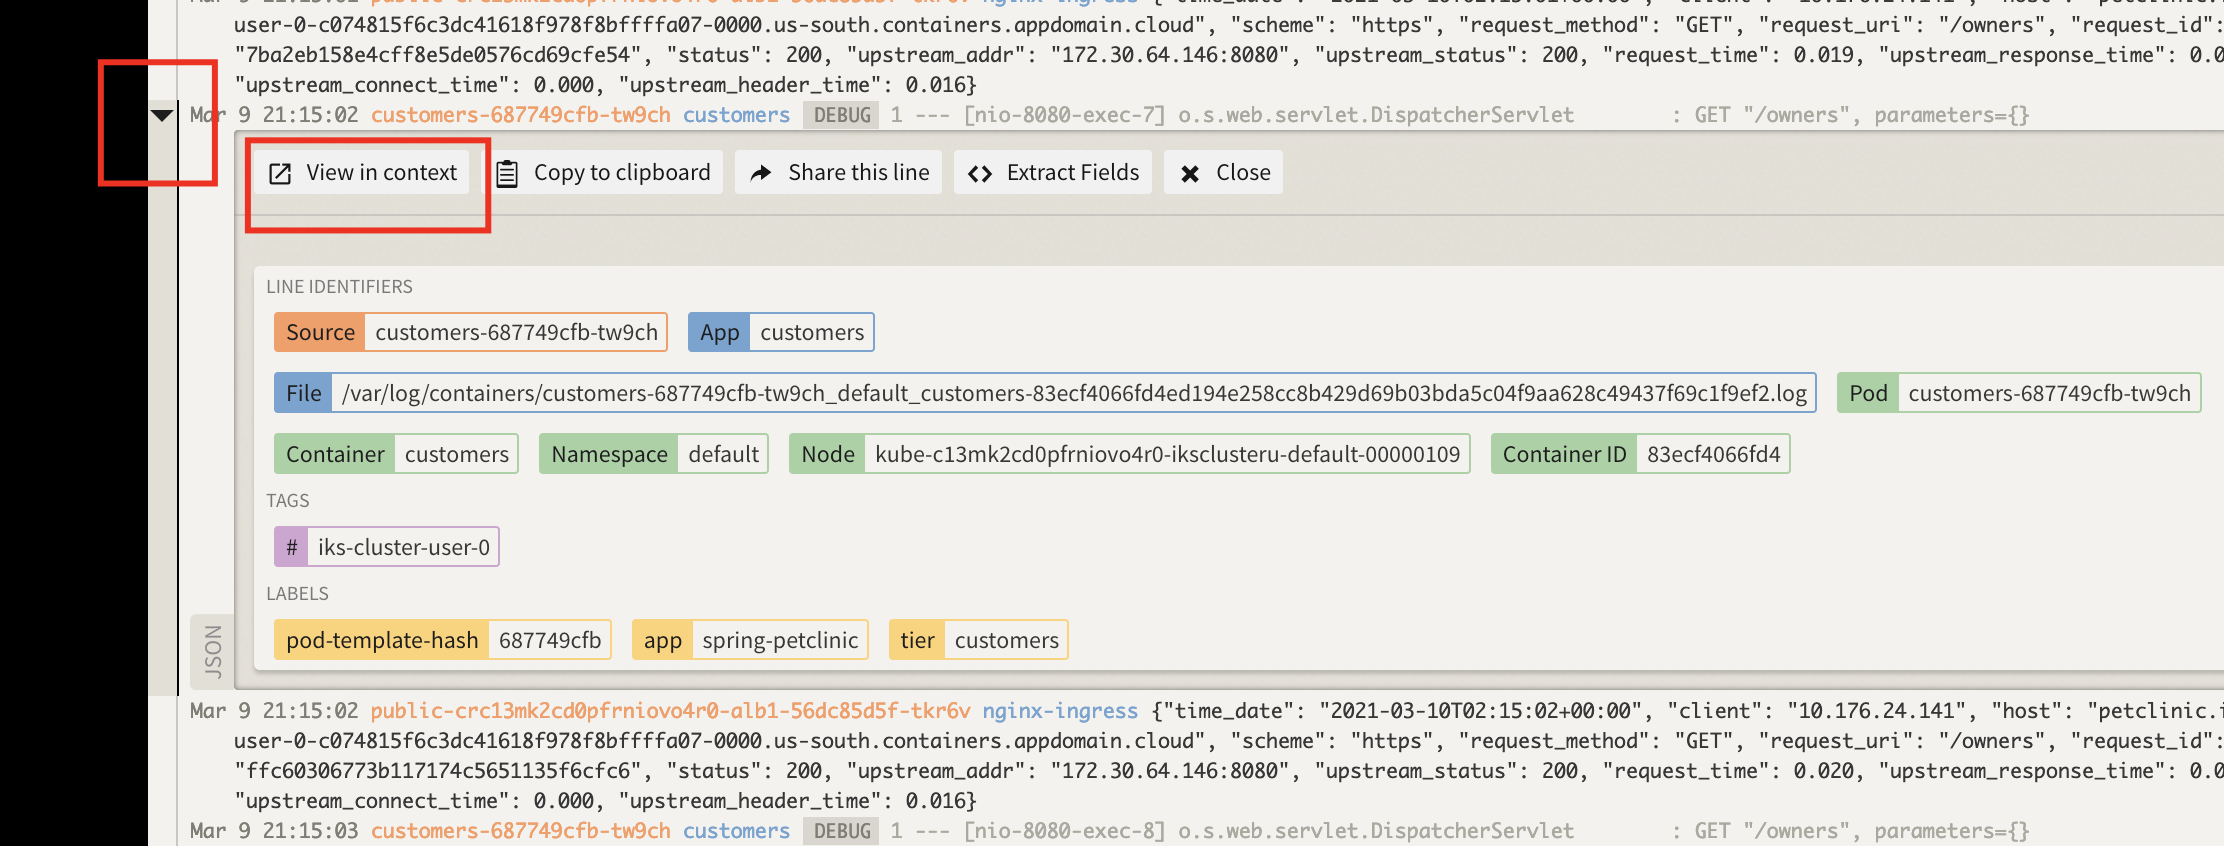 user-0-c074815f6c3dc41618f978f8bffffa07-0000.us-south.containers.appdomain.cloud", "scheme": "https", "request_method": "GET", "request_uri": "/owners", "request_id":
"7ba2eb158e4cff8e5de0576cd69cfe54", "status": 200, "upstream_addr": "172.30.64.146:8080", "upstream_status": 200, "request_time": 0.019, "upstream_response_time": 0.0
"upstream_connect_time": 0.000, "upstream_header_time": 0.016}
Mar 9 21:15:02 customers-687749cfb-tw9ch customers DEBUG 1 --- [nio-8080-exec-7] o.s.web.servlet.DispatcherServlet : GET "/owners", parameters={}
View in context Copy to clipboard Share this line Extract Fields Close
LINE IDENTIFIERS
Source customers-687749cfb-tw9ch App customers
File /var/log/containers/customers-687749cfb-tw9ch_default_customers-83ecf4066fd4ed194e258cc8b429d69b03bda5c04f9aa628c49437f69c1f9ef2.log Pod customers-687749cfb-tw9ch
Container customers Namespace default Node kube-c13mk2cd0pfrniovo4r0-iksclusteru-default-00000109 Container ID 83ecf4066fd4
TAGS
# iks-cluster-user-0
LABELS
pod-template-hash 687749cfb app spring-petclinic tier customers
JSON
Mar 9 21:15:02 public-crc13mk2cd0pfrniovo4r0-alb1-56dc85d5f-tkr6v nginx-ingress {"time_date": "2021-03-10T02:15:02+00:00", "client": "10.176.24.141", "host": "petclinic.i
user-0-c074815f6c3dc41618f978f8bffffa07-0000.us-south.containers.appdomain.cloud", "scheme": "https", "request_method": "GET", "request_uri": "/owners", "request_id":
"ffc60306773b117174c5651135f6cfc6", "status": 200, "upstream_addr": "172.30.64.146:8080", "upstream_status": 200, "request_time": 0.020, "upstream_response_time": 0.0
"upstream_connect_time": 0.000, "upstream_header_time": 0.016}
Mar 9 21:15:03 customers-687749cfb-tw9ch customers DEBUG 1 --- [nio-8080-exec-8] o.s.web.servlet.DispatcherServlet : GET "/owners", parameters={}